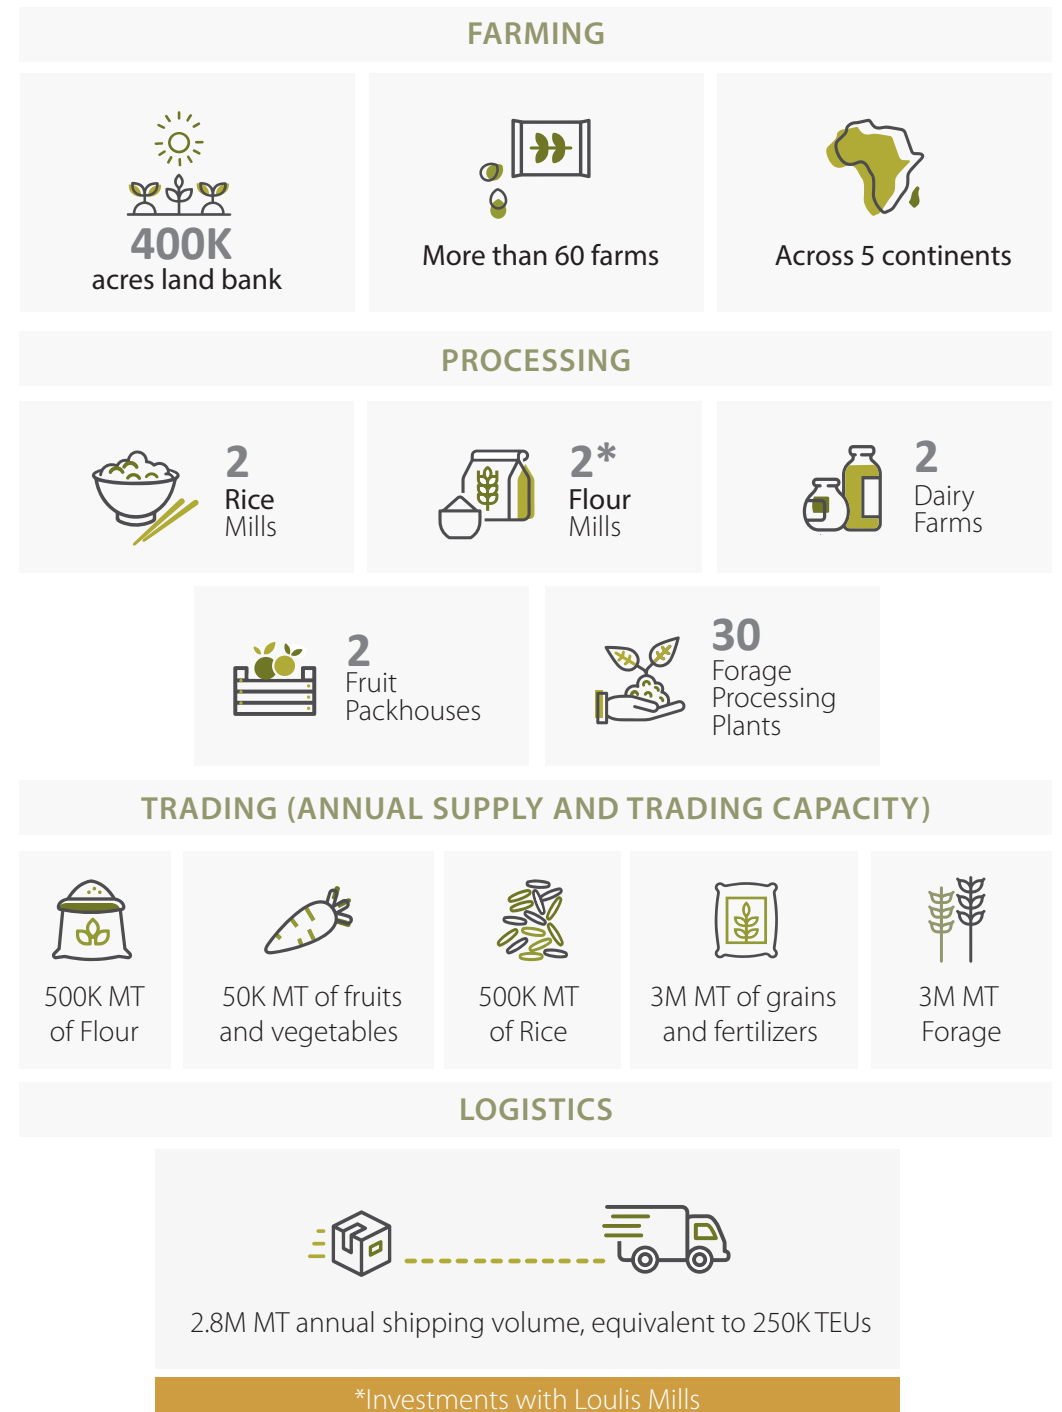 FARMING
400K
acres land bank
More than 60 farms
Across 5 continents
PROCESSING
2
Rice
Mills
2*
Flour
Mills
2
Dairy
Farms
2
Fruit
Packhouses
30
Forage
Processing
Plants
TRADING (ANNUAL SUPPLY AND TRADING CAPACITY)
500K MT
of Flour
50K MT of fruits
and vegetables
500K MT
of Rice
3M MT of grains
and fertilizers
3M MT
Forage
LOGISTICS
2.8M MT annual shipping volume, equivalent to 250K TEUs
*Investments with Loulis Mills